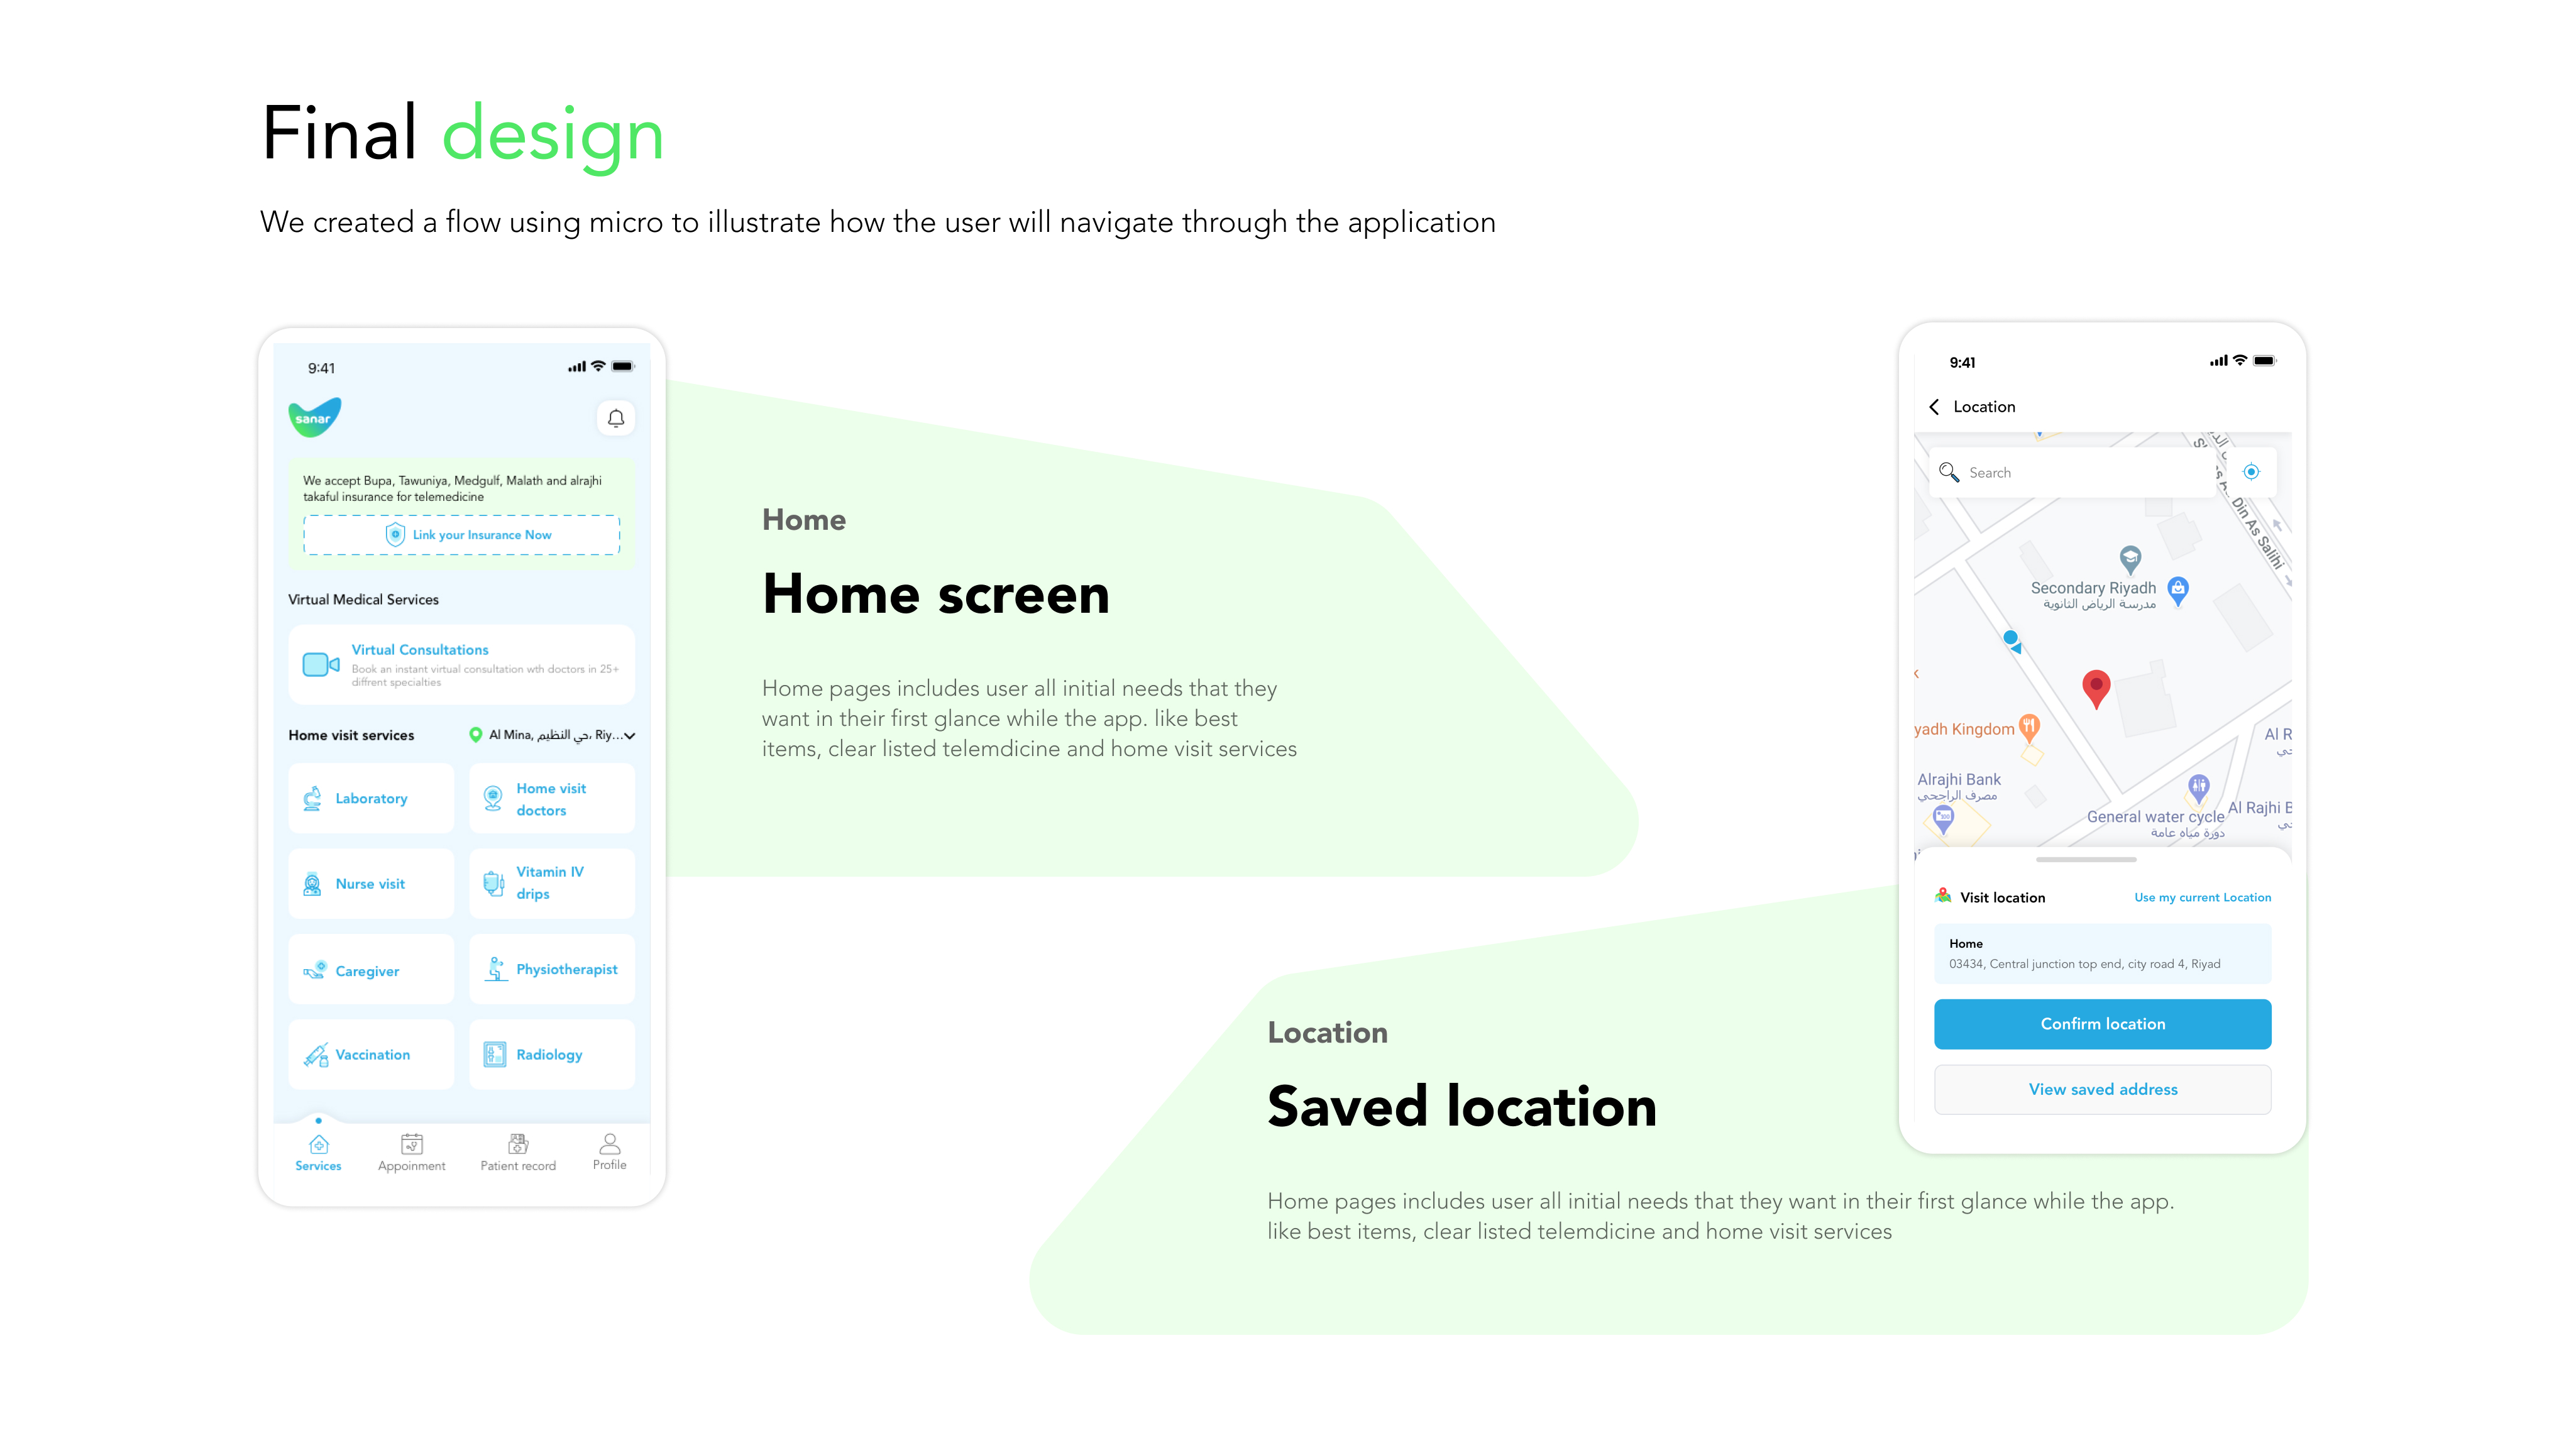 Final design
We created a flow using micro to illustrate how the user will navigate through the application
9:41
sanar
We accept Bupa, Tawuniya, Medgulf, Malath and alrajhi
takaful insurance for telemedicine
Link your Insurance Now
Virtual Medical Services
Virtual Consultations
Book an instant virtual consultation wth doctors in 25+
diffrent specialties
Home visit services
Al Mina, حي النظيم، Riy...
Laboratory
Home visit
doctors
Nurse visit
Vitamin IV
drips
Caregiver
Physiotherapist
Vaccination
Radiology
Services
Appoinment
Patient record
Profile
Home
Home screen
Home pages includes user all initial needs that they
want in their first glance while the app. like best
items, clear listed telemdicine and home visit services
Location
Saved location
Home pages includes user all initial needs that they want in their first glance while the app.
like best items, clear listed telemdicine and home visit services
9:41
Location
Search
Din As Salihi
Secondary Riyadh
مدرسة الرياض الثانوية
yadh Kingdom
Al R
Alrajhi Bank
مصرف الراجحي
Al Rajhi B
General water cycle
دورة مياه عامة
Visit location
Use my current Location
Home
03434, Central junction top end, city road 4, Riyad
Confirm location
View saved address